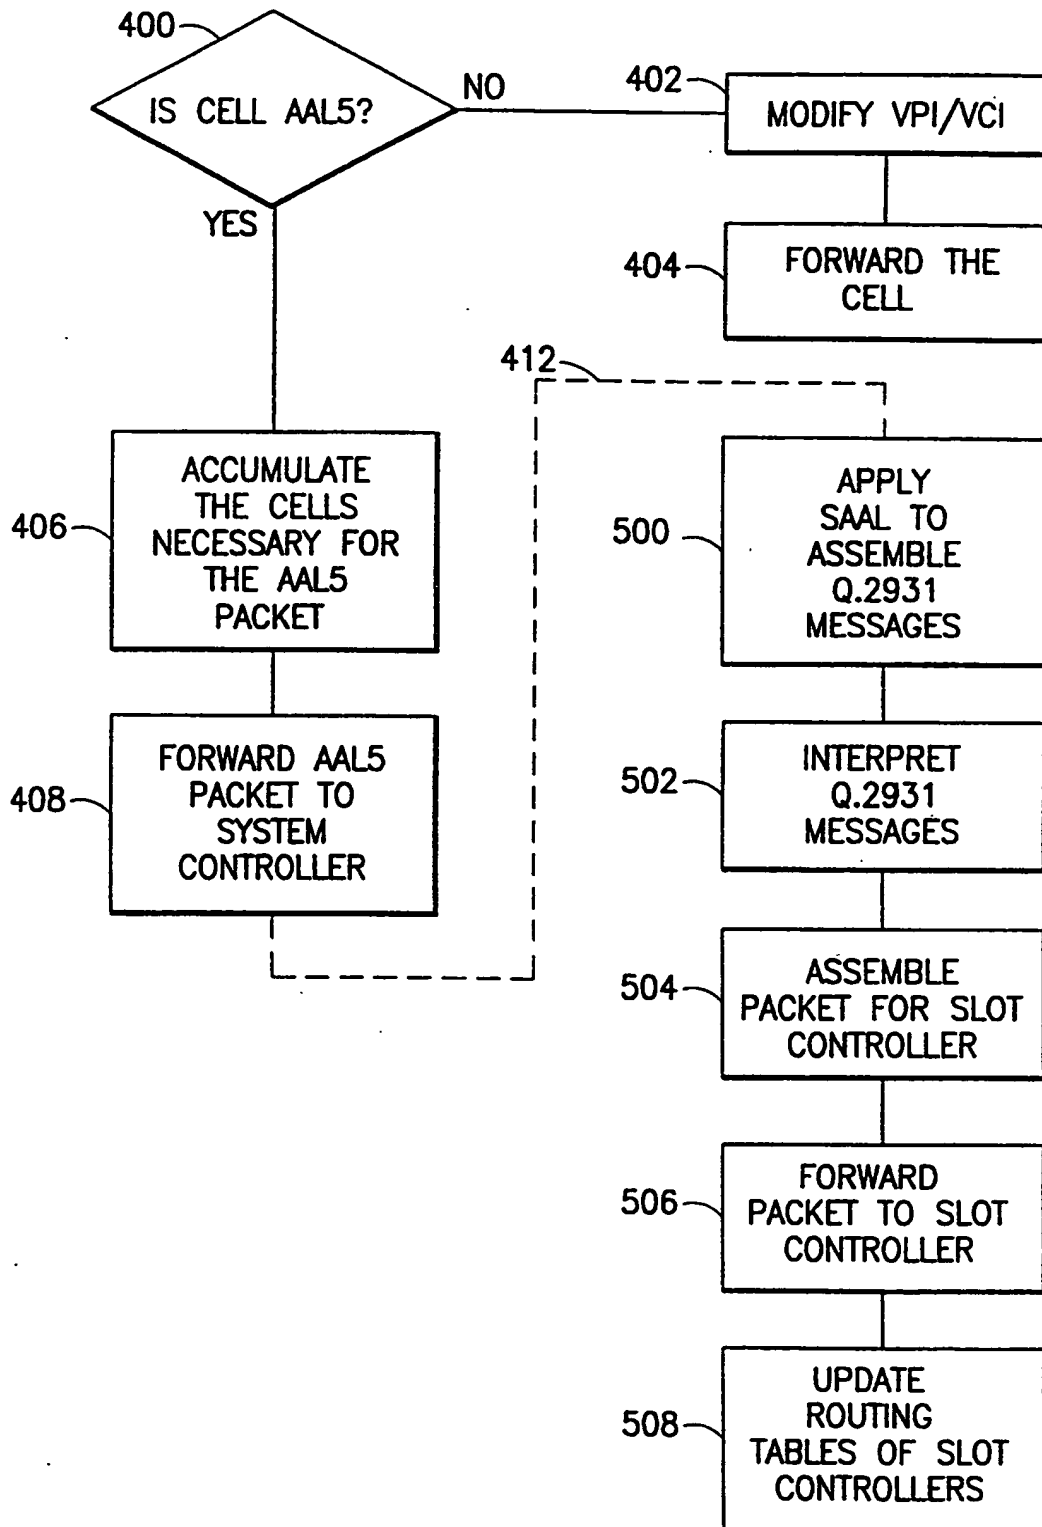 400
IS CELL AAL5?
NO
YES
402
MODIFY VPI/VCI
404
FORWARD THE
CELL
412
406
ACCUMULATE
THE CELLS
NECESSARY FOR
THE AAL5
PACKET
408
FORWARD AAL5
PACKET TO
SYSTEM
CONTROLLER
500
APPLY
SAAL TO
ASSEMBLE
Q.2931
MESSAGES
502
INTERPRET
Q.2931
MESSAGES
504
ASSEMBLE
PACKET FOR SLOT
CONTROLLER
506
FORWARD
PACKET TO SLOT
CONTROLLER
508
UPDATE
ROUTING
TABLES OF SLOT
CONTROLLERS